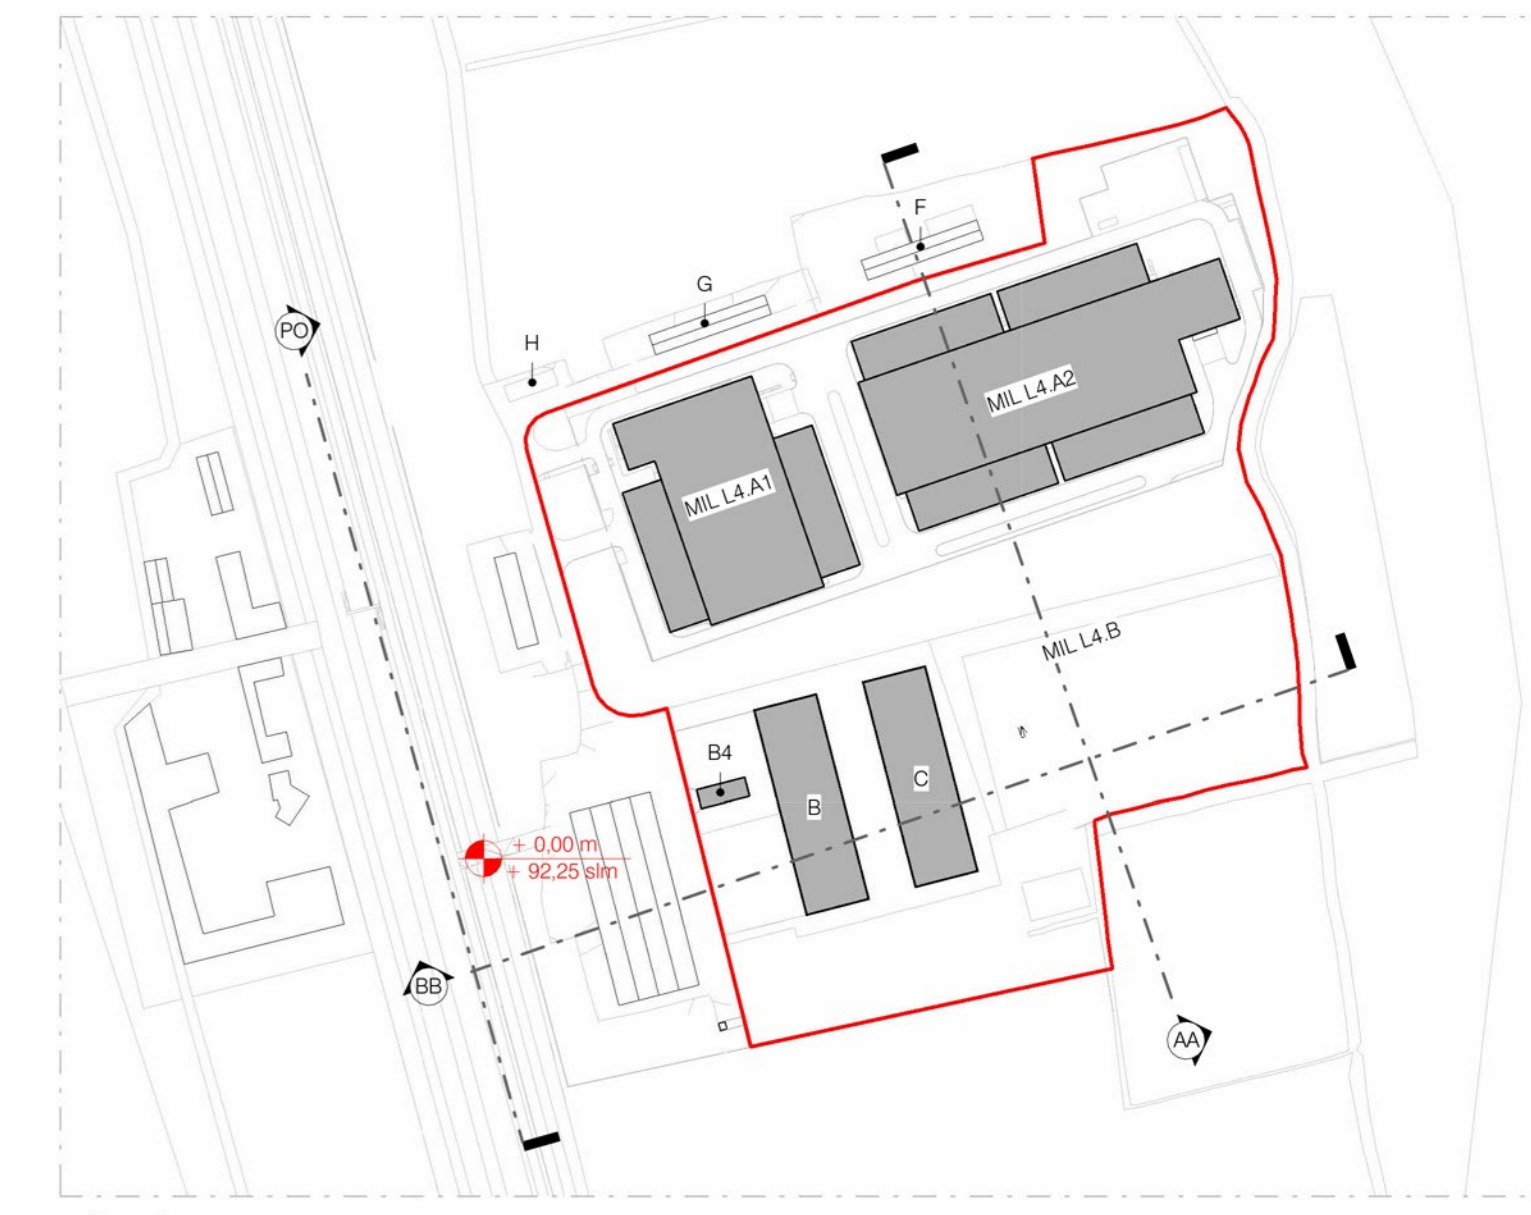 F
G
PO
H
MIL L4.A2
MIL L4.A1
MIL L4.B
B4
C
B
+ 0,00 m
+ 92,25 slm
BB
AA